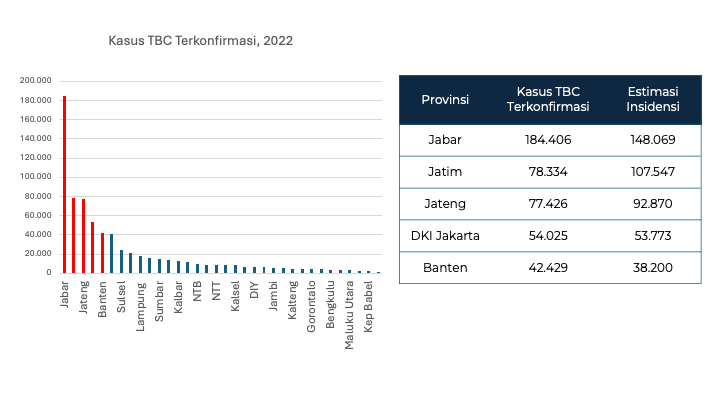 Kasus TBC Terkonfirmasi, 2022
200.000
180.000
160.000
140.000
120.000
100.000
80.000
60.000
40.000
20.000
0
Jabar
Jateng
Banten
Sulsel
Lampung
Sumbar
Kalbar
NTB
NTT
Kalsel
DIY
Jambi
Kalteng
Gorontalo
Bengkulu
Maluku Utara
Kep Babel
Provinsi Kasus TBC Terkonfirmasi Estimasi Insidensi
Jabar 184.406 148.069
Jatim 78.334 107.547
Jateng 77.426 92.870
DKI Jakarta 54.025 53.773
Banten 42.429 38.200